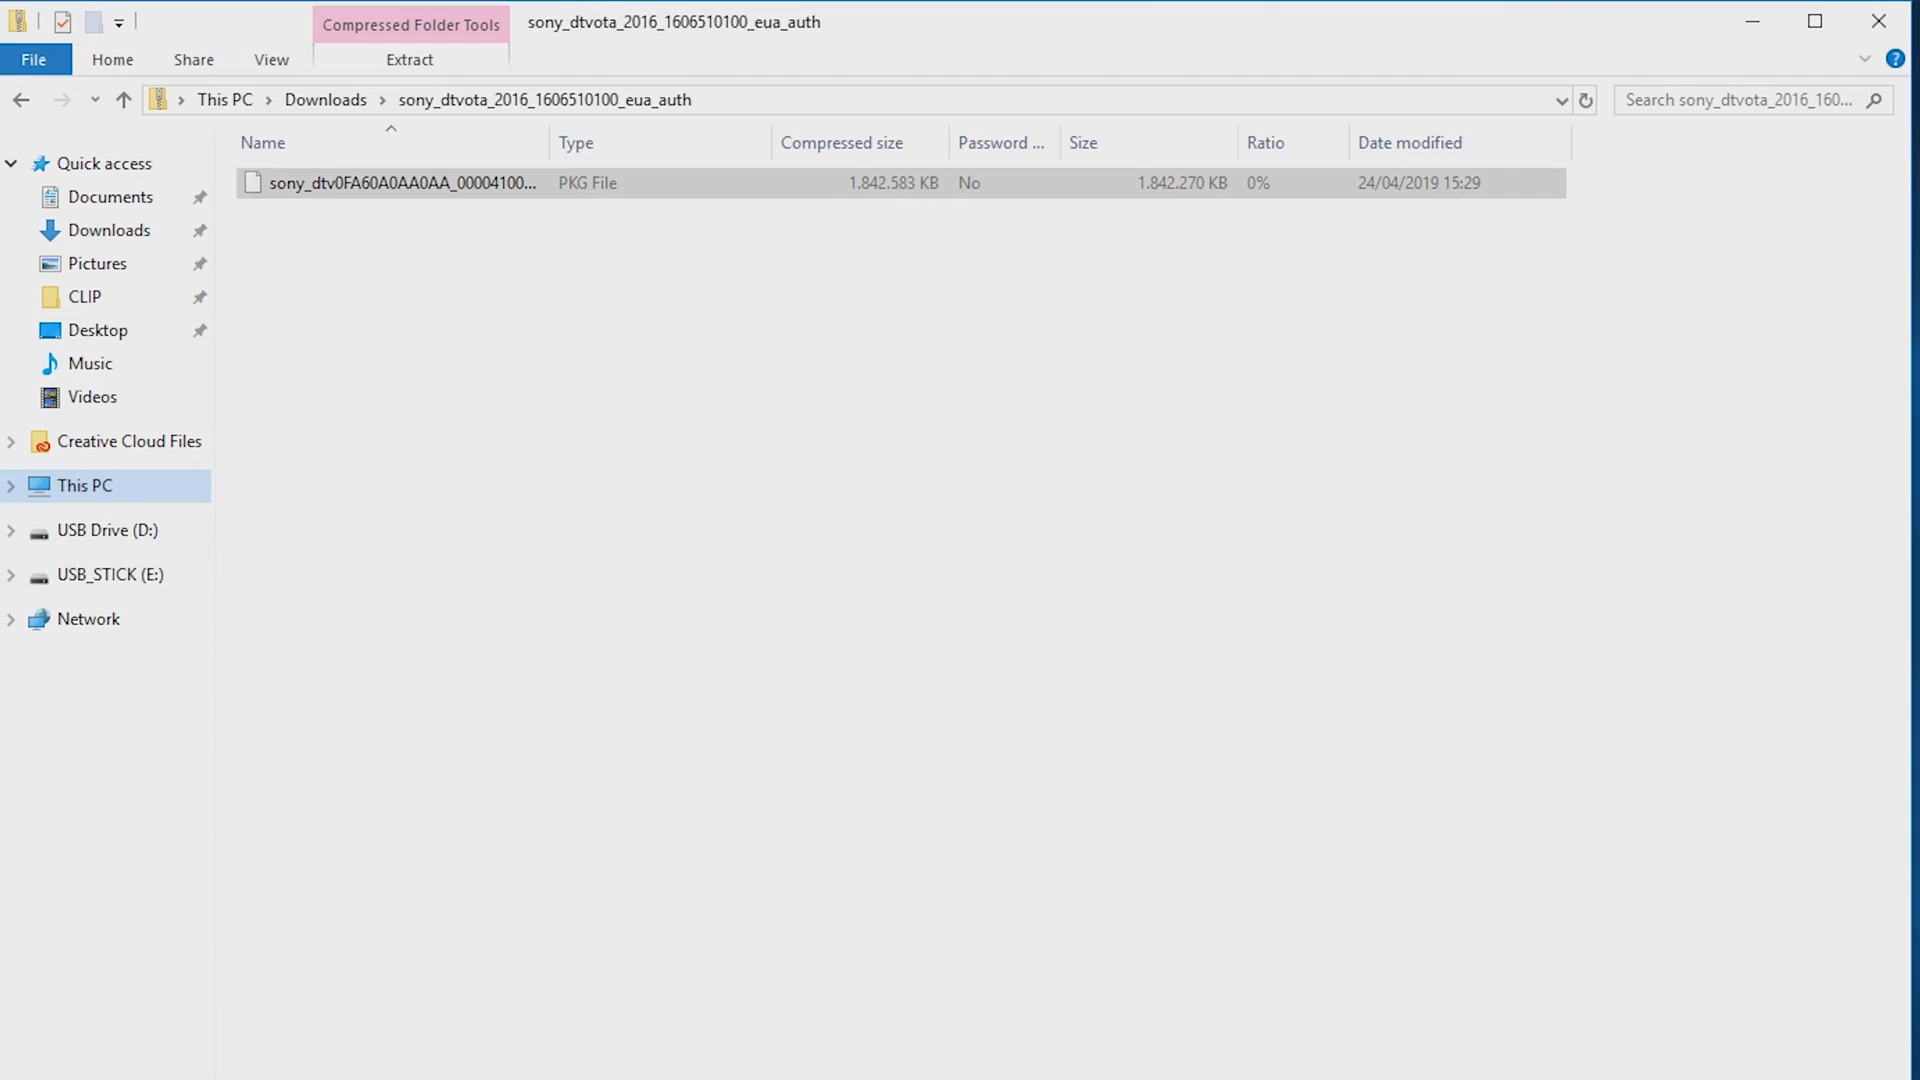 Compressed Folder Tools
sony_dtvota_2016_1606510100_eua_auth
File
Home
Share
View
Extract
This PC
Downloads
sony_dtvota_2016_1606510100_eua_auth
Search sony_dtvota_2016_160...
Name
Type
Compressed size
Password ...
Size
Ratio
Date modified
sony_dtv0FA60A0AA0AA_00004100...
PKG File
1.842.583 KB
No
1.842.270 KB
0%
24/04/2019 15:29
Quick access
Documents
Downloads
Pictures
CLIP
Desktop
Music
Videos
Creative Cloud Files
This PC
USB Drive (D:)
USB_STICK (E:)
Network